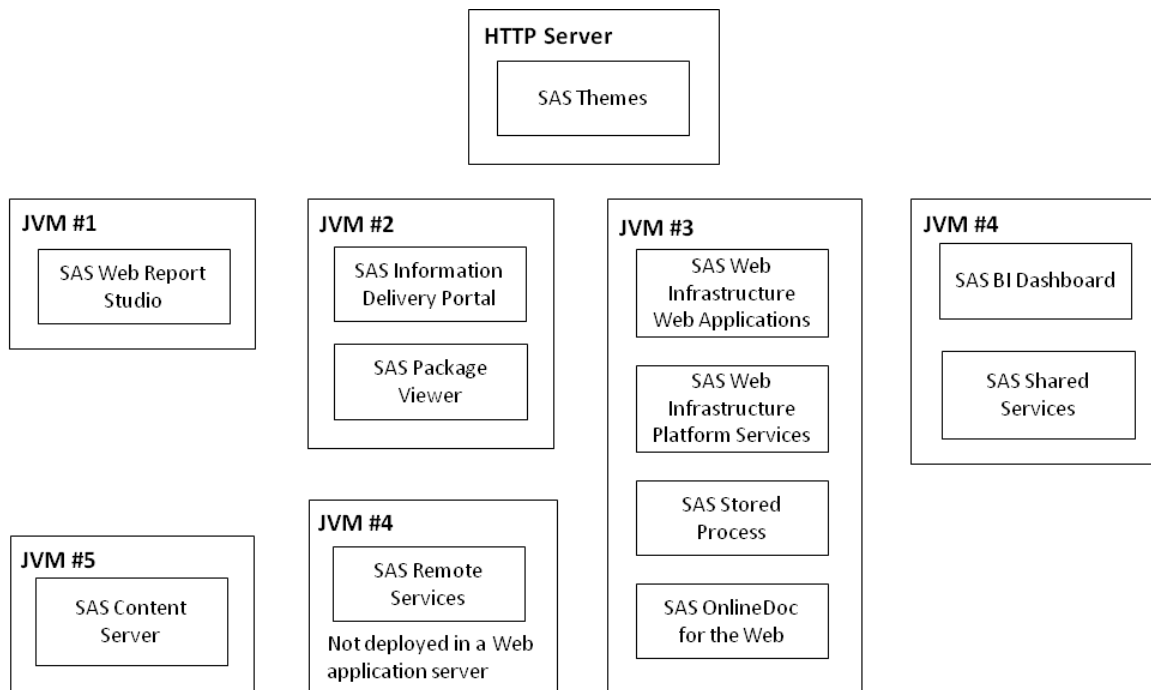 HTTP Server
SAS Themes
JVM #1
SAS Web Report
Studio
JVM #2
SAS Information
Delivery Portal
SAS Package
Viewer
JVM #3
SAS Web
Infrastructure
Web Applications
SAS Web
Infrastructure
Platform Services
SAS Stored
Process
SAS OnlineDoc
for the Web
JVM #4
SAS BI Dashboard
SAS Shared
Services
JVM #5
SAS Content
Server
JVM #4
SAS Remote
Services
Not deployed in a Web
application server